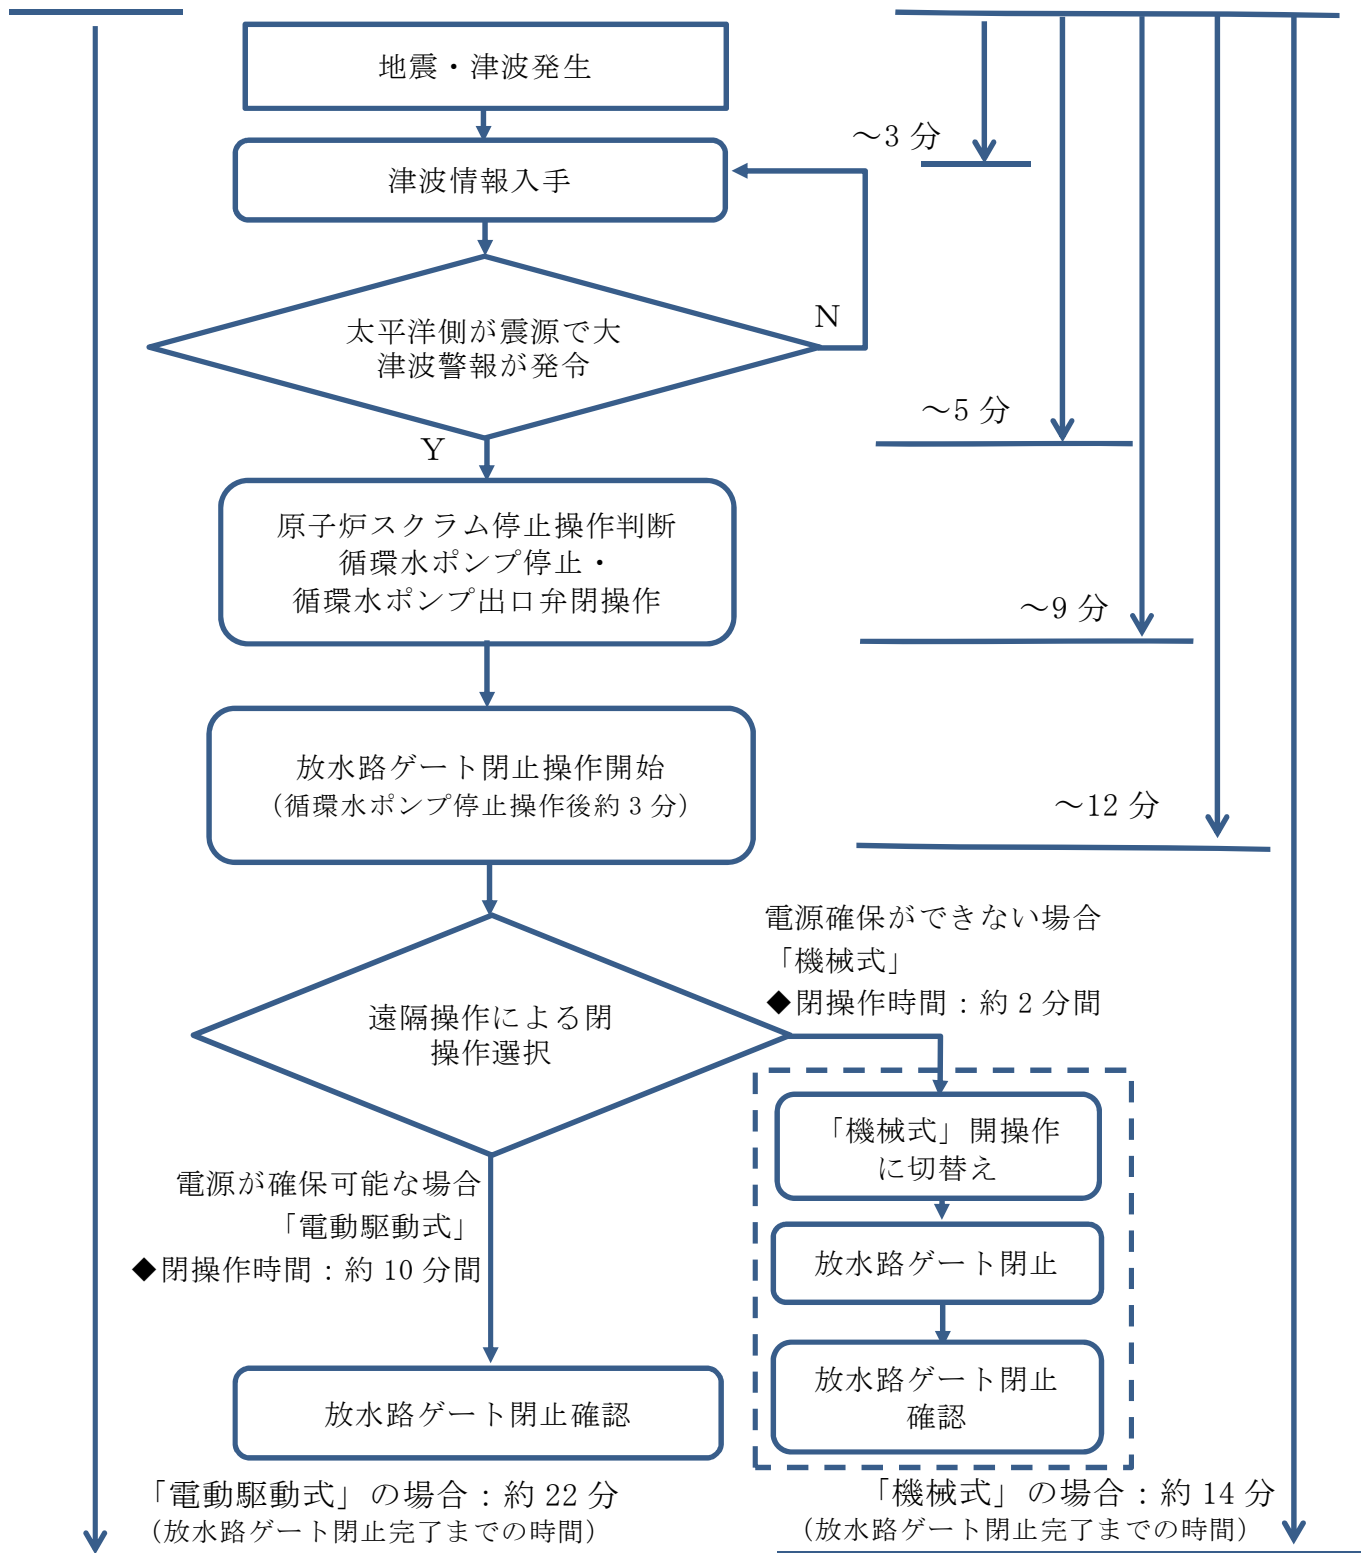 地震・津波発生
～3 分
津波情報入手
N
太平洋側が震源で大
津波警報が発令
～5 分
Y
原子炉スクラム停止操作判断
循環水ポンプ停止・
循環水ポンプ出口弁閉操作
～9 分
放水路ゲート閉止操作開始
（循環水ポンプ停止操作後約 3 分）
～12 分
電源確保ができない場合
「機械式」
◆閉操作時間：約 2 分間
遠隔操作による閉
操作選択
「機械式」開操作
に切替え
電源が確保可能な場合
「電動駆動式」
◆閉操作時間：約 10 分間
放水路ゲート閉止
放水路ゲート閉止
確認
放水路ゲート閉止確認
「電動駆動式」の場合：約 22 分
（放水路ゲート閉止完了までの時間）
「機械式」の場合：約 14 分
（放水路ゲート閉止完了までの時間）